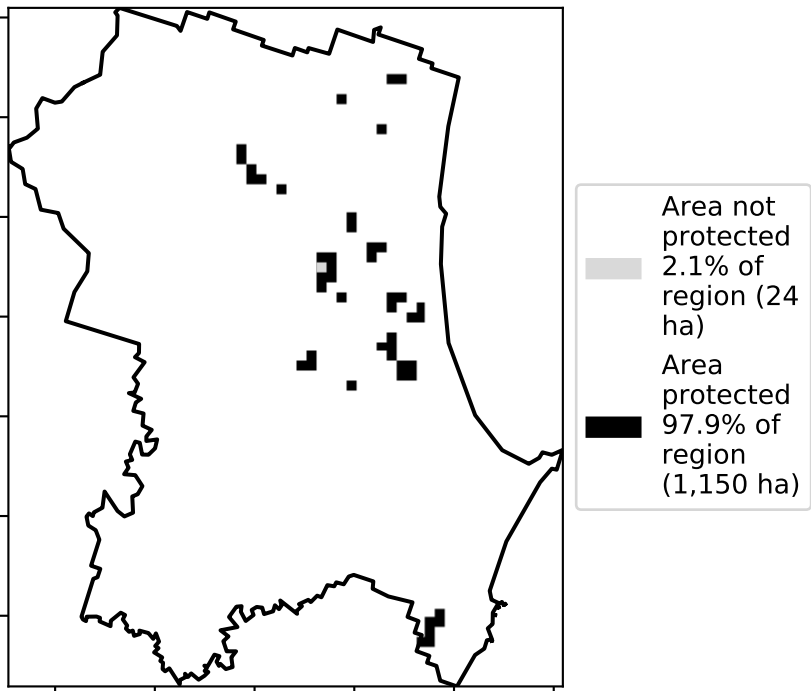 Area not
protected
2.1% of
region (24
ha)
Area
protected
97.9% of
region
(1,150 ha)